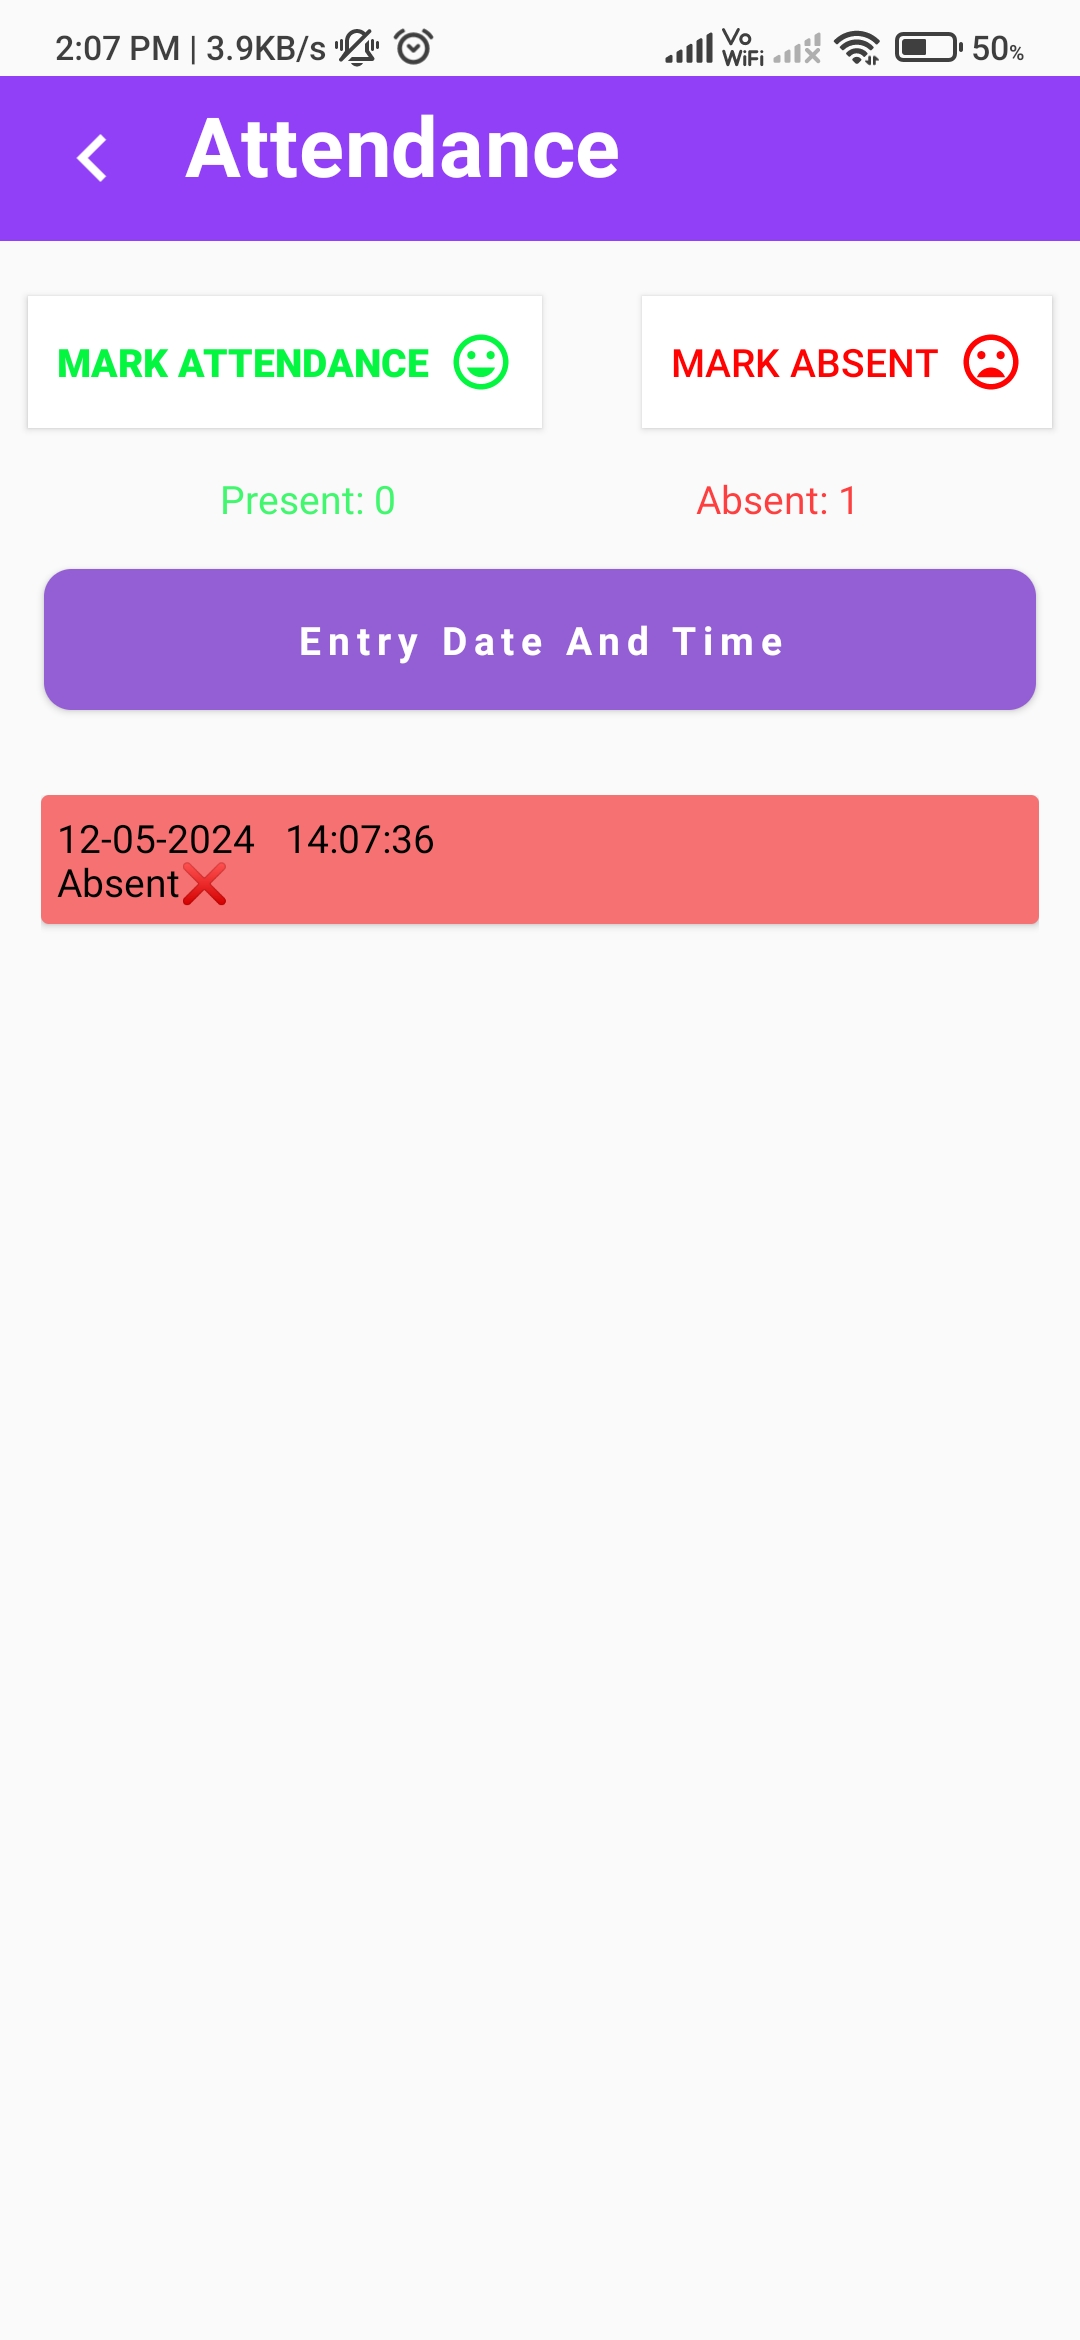 2:07 PM | 3.9KB/s Vo WiFi 50%
Attendance
MARK ATTENDANCE MARK ABSENT
Present: 0 Absent: 1
Entry Date And Time
12-05-2024 14:07:36
Absent❌